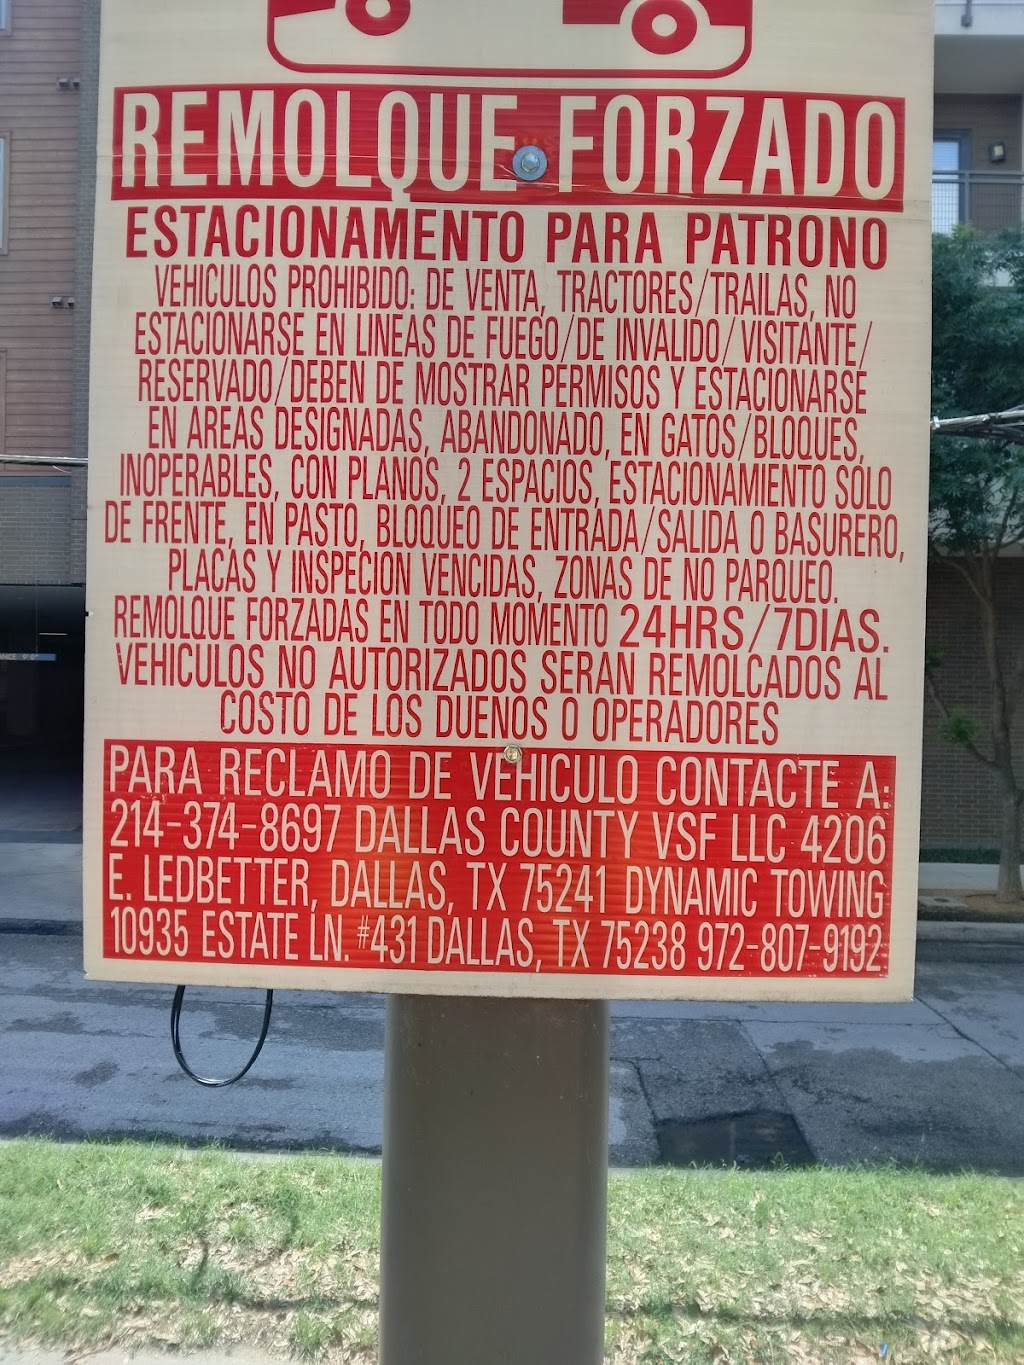 REMOLQUE FORZADO
ESTACIONAMENTO PARA PATRONO
VEHICULOS PROHIBIDO: DE VENTA, TRACTORES/TRAILAS, NO
ESTACIONARSE EN LINEAS DE FUEGO/DE INVALIDO/VISITANTE/
RESERVADO/DEBEN DE MOSTRAR PERMISOS Y ESTACIONARSE
EN AREAS DESIGNADAS, ABANDONADO, EN GATOS/BLOQUES,
INOPERABLES, CON PLANOS, 2 ESPACIOS, ESTACIONAMIENTO SOLO
DE FRENTE, EN PASTO, BLOQUEO DE ENTRADA/SALIDA O BASURERO,
PLACAS Y INSPECION VENCIDAS, ZONAS DE NO PARQUEO.
REMOLQUE FORZADAS EN TODO MOMENTO 24HRS/7DIAS.
VEHICULOS NO AUTORIZADOS SERAN REMOLCADOS AL
COSTO DE LOS DUENOS O OPERADORES
PARA RECLAMO DE VEHICULO CONTACTE A:
214-374-8697 DALLAS COUNTY VSF LLC 4206
E. LEDBETTER, DALLAS, TX 75241 DYNAMIC TOWING
10935 ESTATE LN. #431 DALLAS, TX 75238 972-807-9192